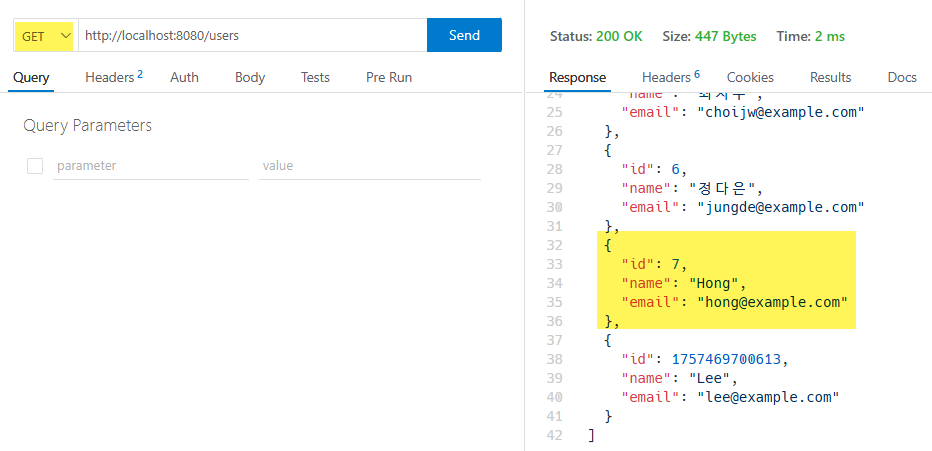 GET http://localhost:8080/users Send
Query Headers 2 Auth Body Tests Pre Run
Query Parameters
parameter value
Status: 200 OK Size: 447 Bytes Time: 2 ms
Response Headers 6 Cookies Results Docs
24 "name": "최지우",
25 "email": "choijw@example.com"
26 },
27 {
28 "id": 6,
29 "name": "정다은",
30 "email": "jungde@example.com"
31 },
32 {
33 "id": 7,
34 "name": "Hong",
35 "email": "hong@example.com"
36 },
37 {
38 "id": 1757469700613,
39 "name": "Lee",
40 "email": "lee@example.com"
41 }
42 ]